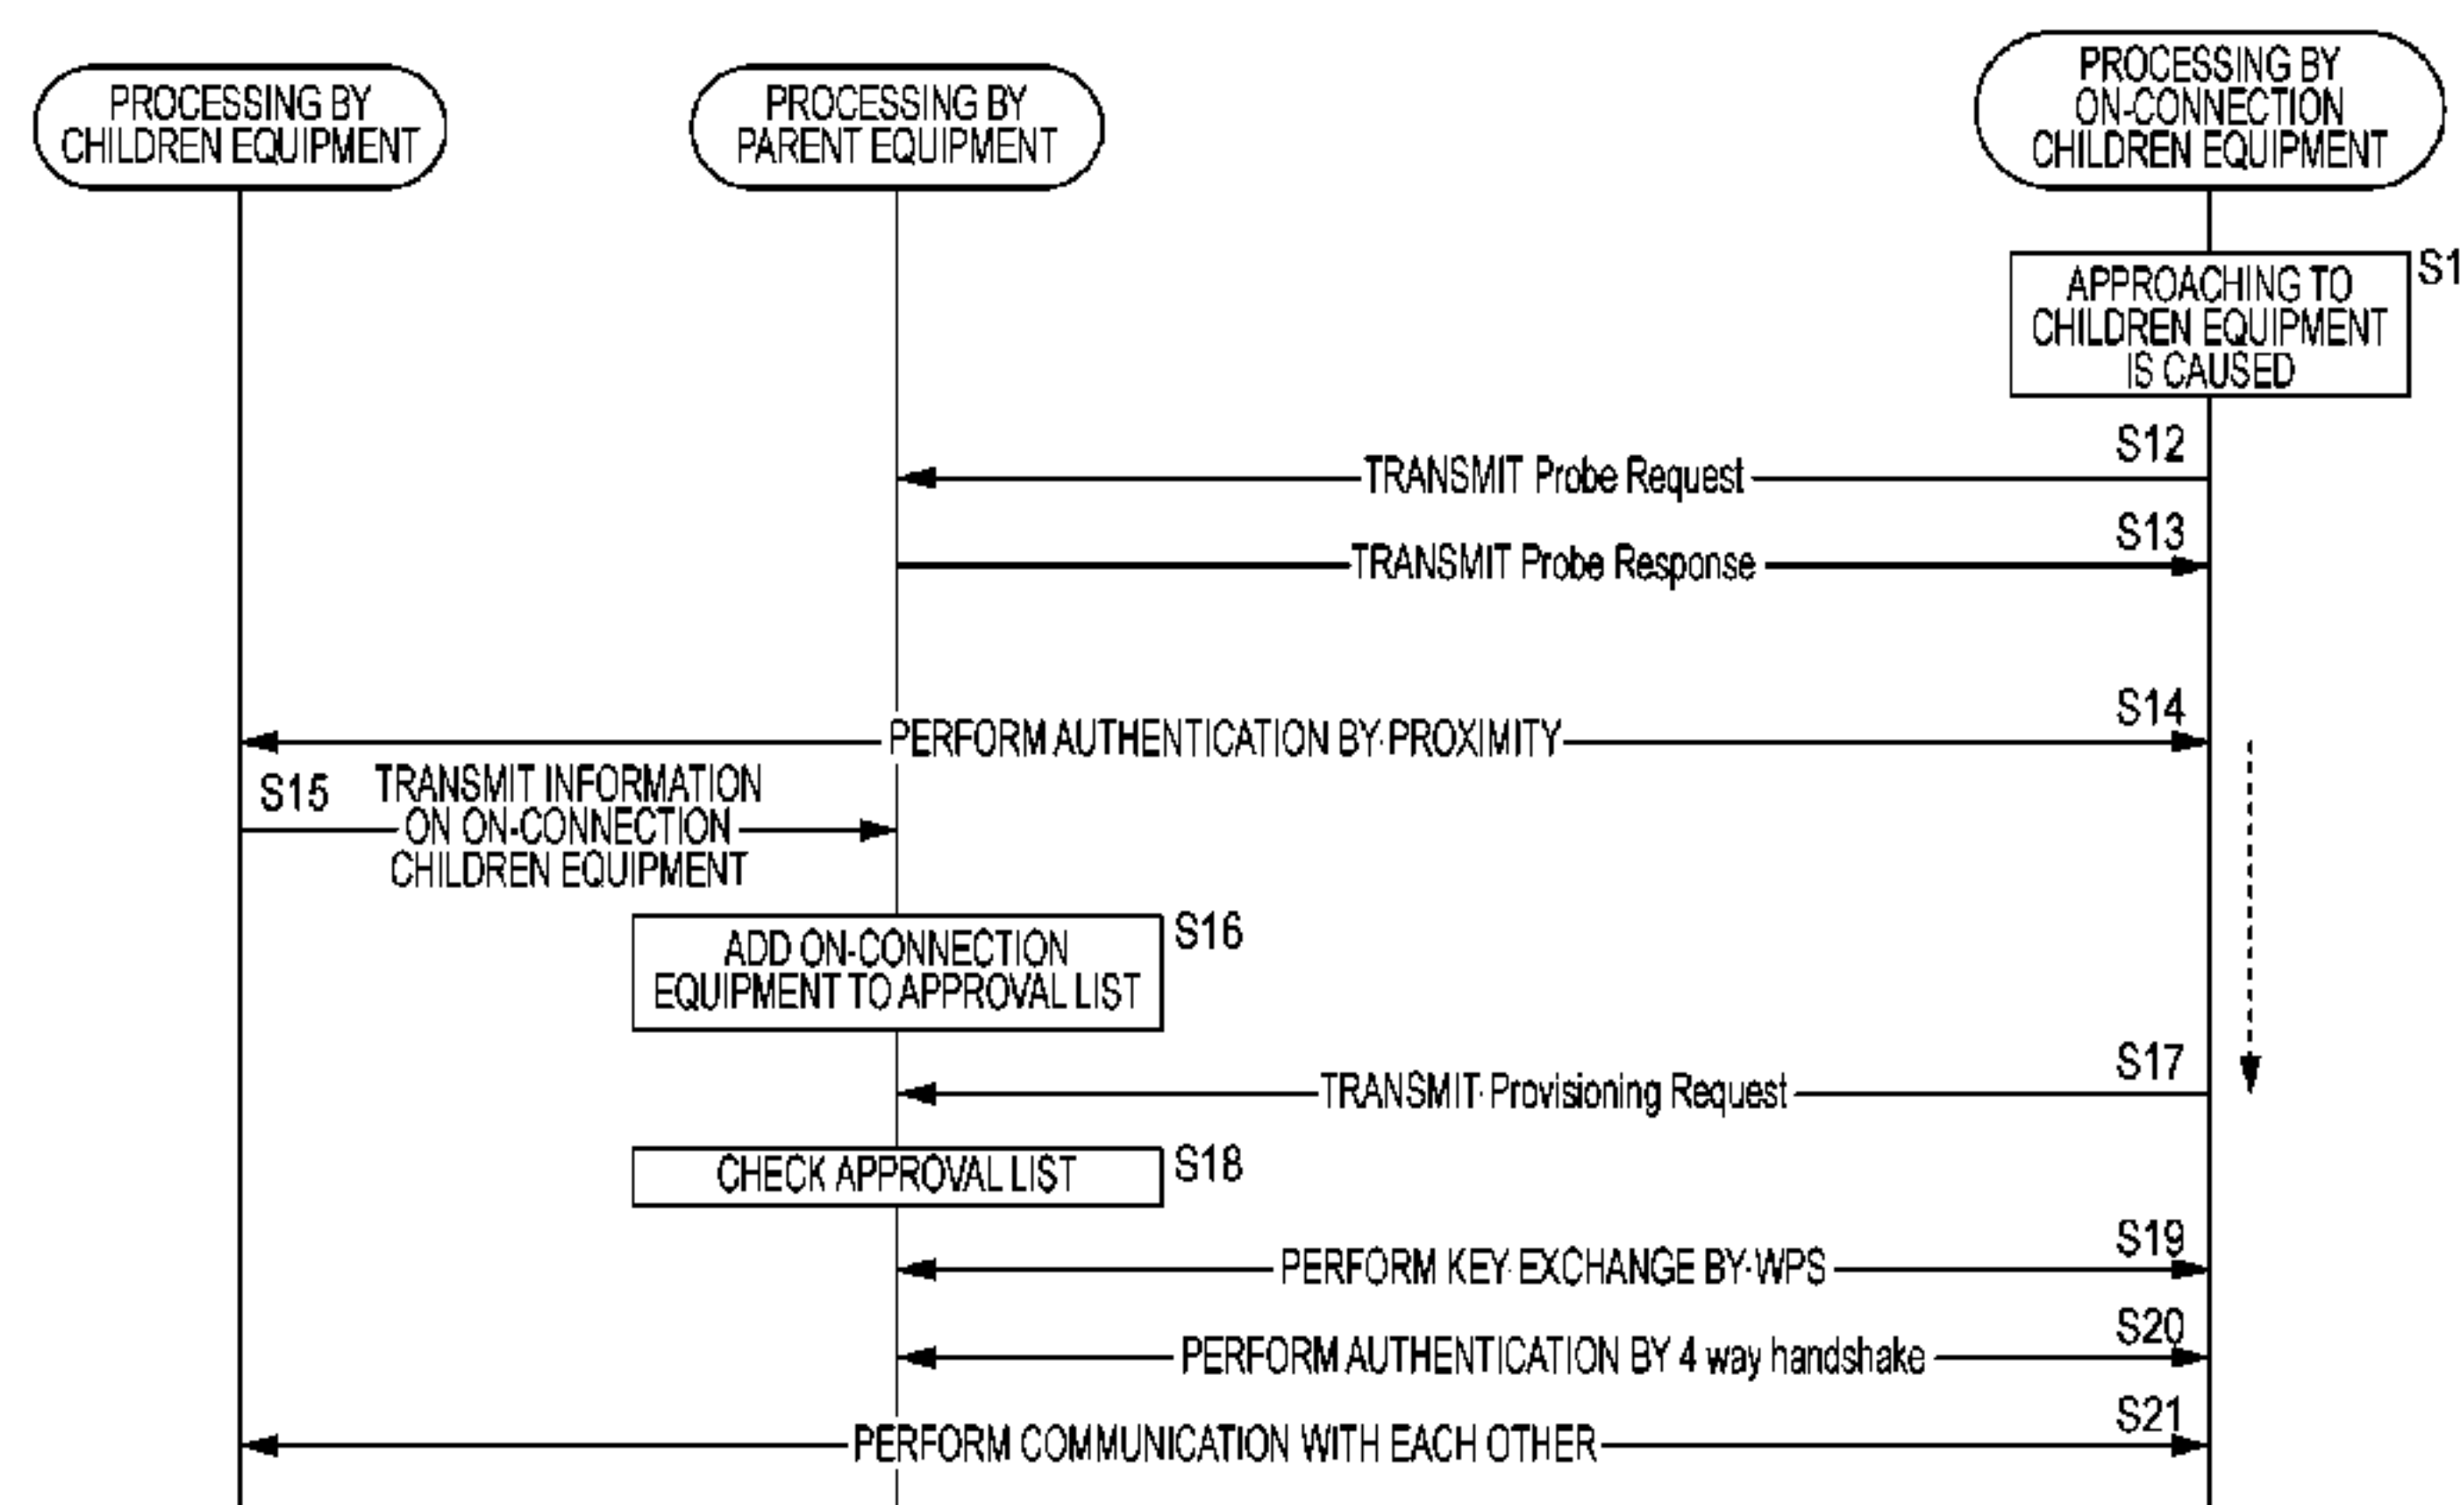 PROCESSING BY
CHILDREN EQUIPMENT
PROCESSING BY
PARENT EQUIPMENT
PROCESSING BY
ON-CONNECTION
CHILDREN EQUIPMENT
S1
APPROACHING TO
CHILDREN EQUIPMENT
IS CAUSED
S12
TRANSMIT Probe Request
S13
TRANSMIT Probe Response
S14
PERFORM AUTHENTICATION BY PROXIMITY
S15
TRANSMIT INFORMATION
ON ON-CONNECTION
CHILDREN EQUIPMENT
S16
ADD ON-CONNECTION
EQUIPMENT TO APPROVAL LIST
S17
TRANSMIT Provisioning Request
S18
CHECK APPROVAL LIST
S19
PERFORM KEY EXCHANGE BY WPS
S20
PERFORM AUTHENTICATION BY 4 way handshake
S21
PERFORM COMMUNICATION WITH EACH OTHER